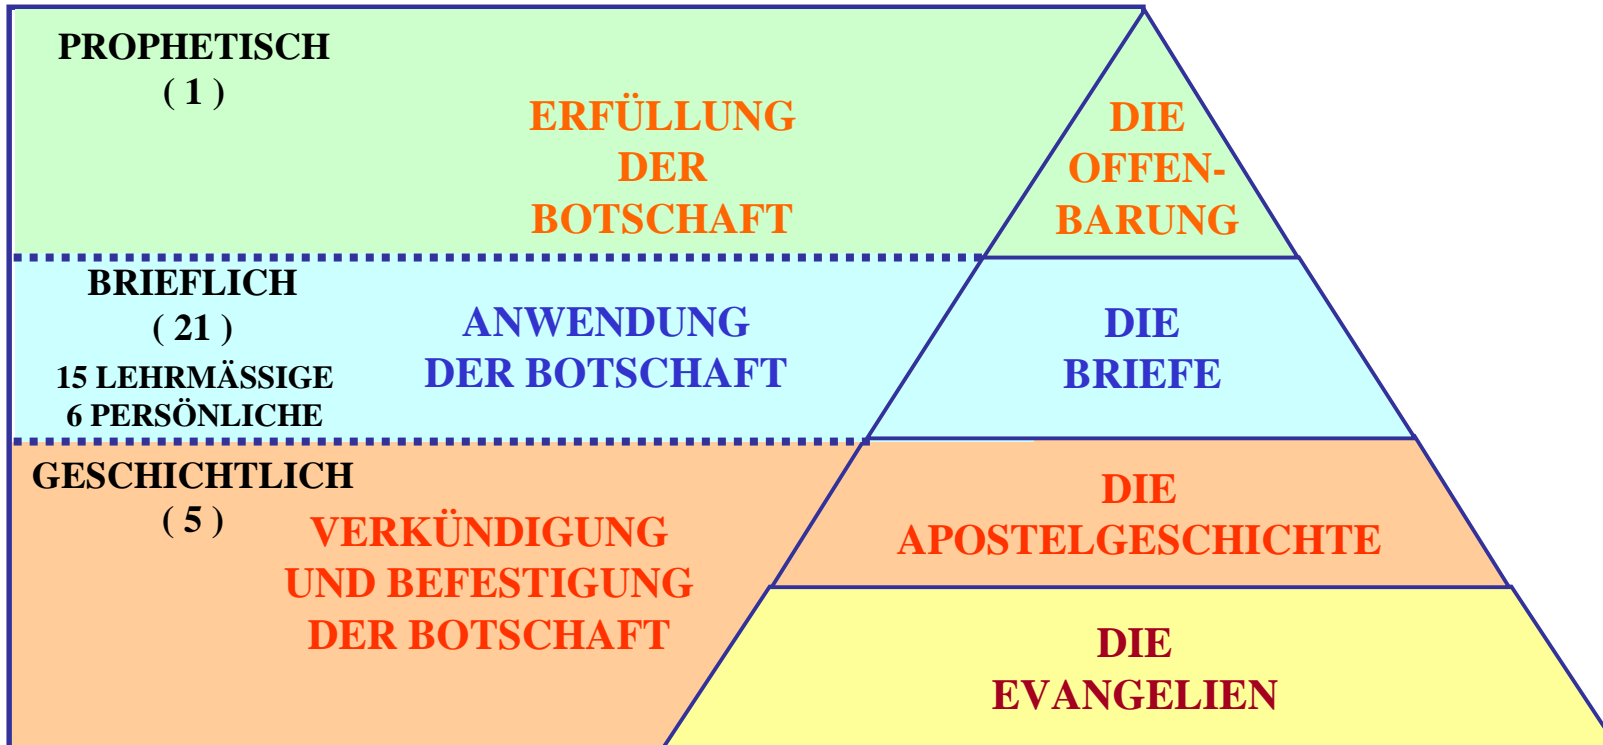 PROPHETISCH
( 1 )
ERFÜLLUNG
DER
BOTSCHAFT
DIE
OFFEN-
BARUNG
BRIEFLICH
( 21 )
15 LEHRMÄSSIGE
6 PERSÖNLICHE
ANWENDUNG
DER BOTSCHAFT
DIE
BRIEFE
GESCHICHTLICH
( 5 )
VERKÜNDIGUNG
UND BEFESTIGUNG
DER BOTSCHAFT
DIE
APOSTELGESCHICHTE
DIE
EVANGELIEN